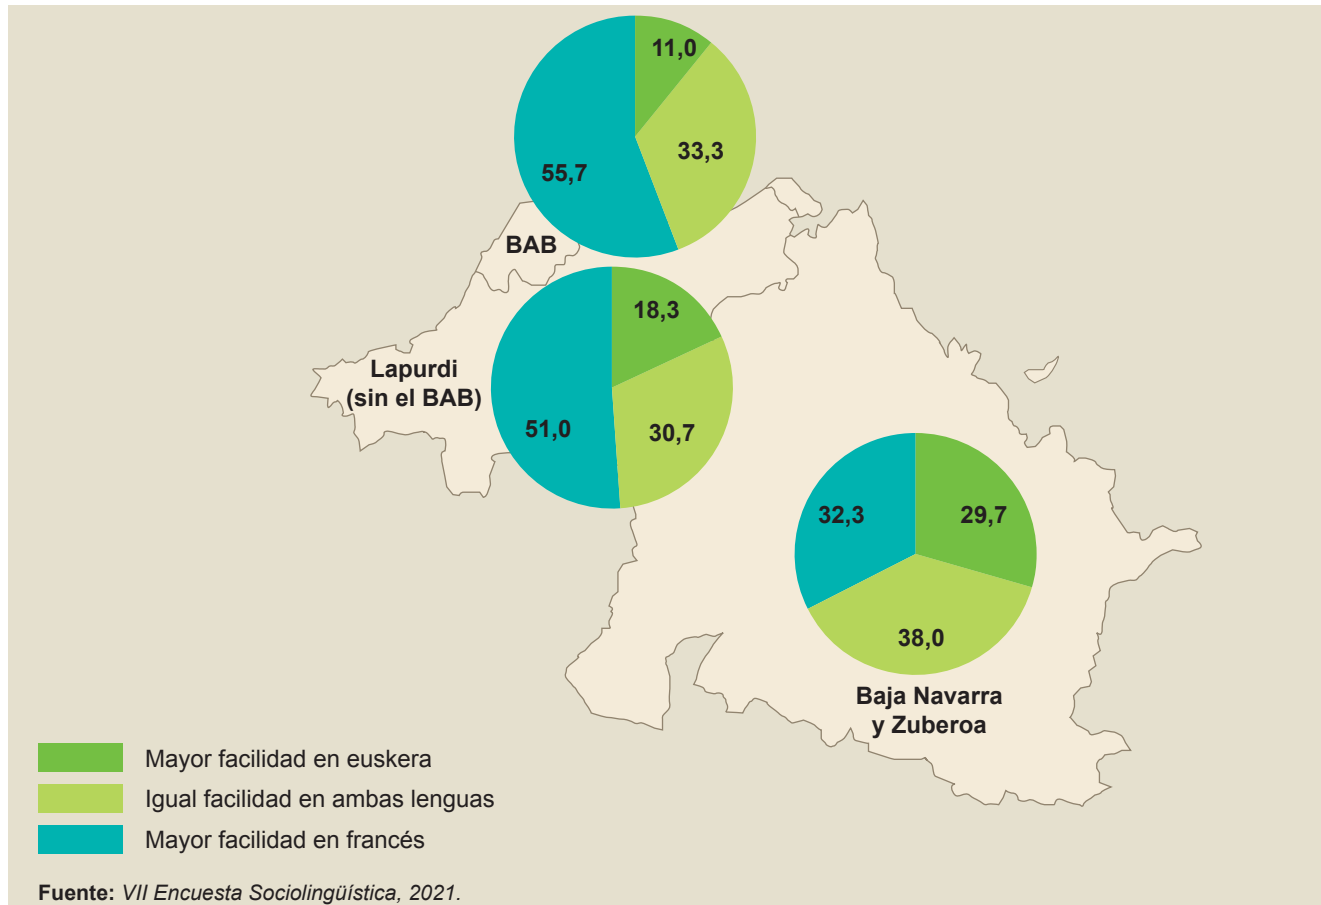 11,0
33,3
55,7
BAB
18,3
30,7
51,0
Lapurdi
(sin el BAB)
29,7
38,0
32,3
Baja Navarra
y Zuberoa
Mayor facilidad en euskera
Igual facilidad en ambas lenguas
Mayor facilidad en francés
Fuente: VII Encuesta Sociolingüística, 2021.